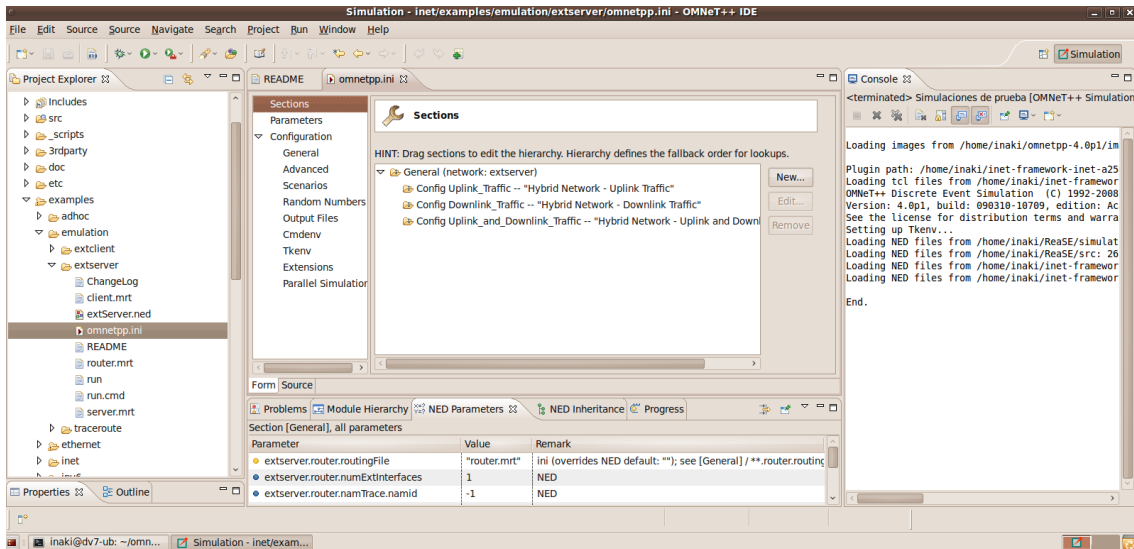 Simulation - inet/examples/emulation/extserver/omnetpp.ini - OMNeT++ IDE
File Edit Source Source Navigate Search Project Run Window Help
Simulation
Project Explorer
Includes
src
_scripts
3rdparty
doc
etc
examples
adhoc
emulation
extclient
extserver
ChangeLog
client.mrt
extServer.ned
omnetpp.ini
README
router.mrt
run
run.cmd
server.mrt
traceroute
ethernet
inet
Properties Outline
README omnetpp.ini
Sections
Parameters
Configuration
General
Advanced
Scenarios
Random Numbers
Output Files
Cmdenv
Tkenv
Extensions
Parallel Simulation
Sections
HINT: Drag sections to edit the hierarchy. Hierarchy defines the fallback order for lookups.
General (network: extserver)
Config Uplink_Traffic -- "Hybrid Network - Uplink Traffic"
Config Downlink_Traffic -- "Hybrid Network - Downlink Traffic"
Config Uplink_and_Downlink_Traffic -- "Hybrid Network - Uplink and Downl
New...
Edit...
Remove
Form Source
Problems Module Hierarchy NED Parameters NED Inheritance Progress
Section [General], all parameters
Parameter Value Remark
extserver.router.routingFile "router.mrt" ini (overrides NED default: ""); see [General] / **.router.routing
extserver.router.numExtInterfaces 1 NED
extserver.router.namTrace.namid -1 NED
Console
<terminated> Simulaciones de prueba [OMNeT++ Simulation
Loading images from /home/inaki/omnetpp-4.0p1/im
Plugin path: /home/inaki/inet-framework-inet-a25
Loading tcl files from /home/inaki/inet-framewor
OMNeT++ Discrete Event Simulation (C) 1992-2008
Version: 4.0p1, build: 090310-10709, edition: Ac
See the license for distribution terms and warra
Setting up Tkenv...
Loading NED files from /home/inaki/ReaSE/simulat
Loading NED files from /home/inaki/ReaSE/src: 26
Loading NED files from /home/inaki/inet-framewor
Loading NED files from /home/inaki/inet-framewor
End.
inaki@dv7-ub: ~/omn... Simulation - inet/exam...